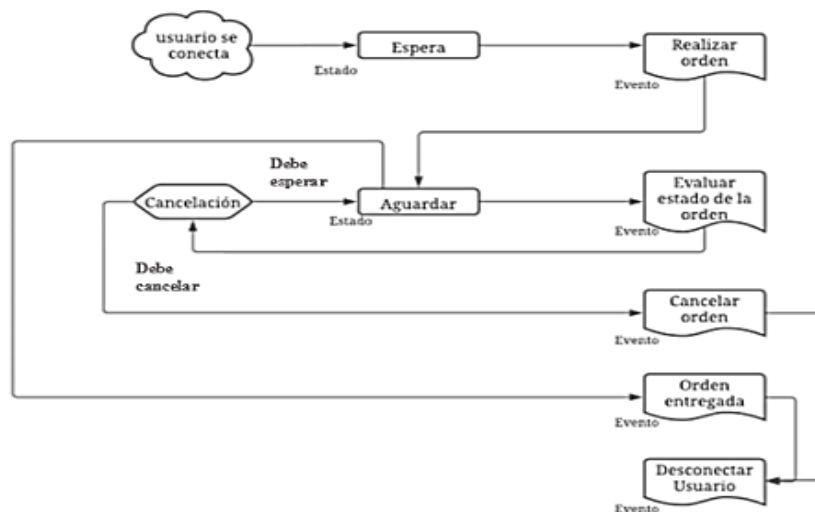 usuario se
conecta
Espera
Estado
Realizar
orden
Evento
Debe
esperar
Cancelación
Aguardar
Estado
Evaluar
estado de la
orden
Evento
Debe
cancelar
Cancelar
orden
Evento
Orden
entregada
Evento
Desconectar
Usuario
Evento